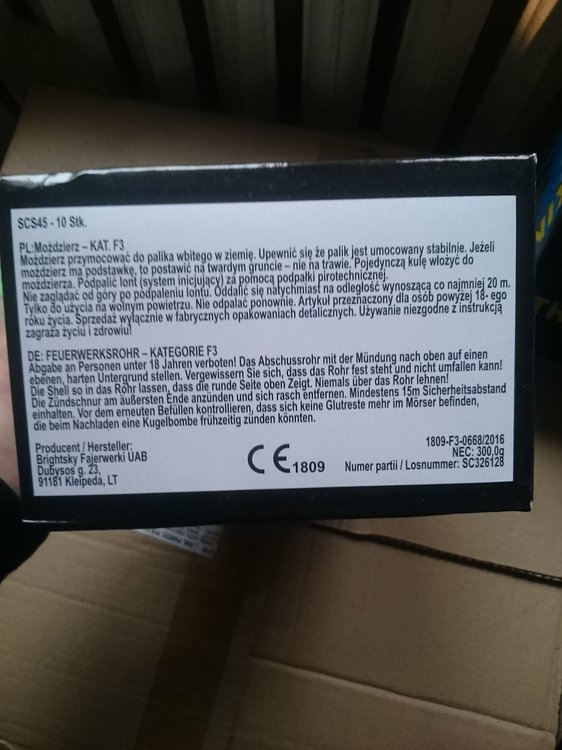 SCS45 - 10 Stk.
PL:Moździerz – KAT. F3
Moździerz przymocować do palika wbitego w ziemię. Upewnić się że palik jest umocowany stabilnie. Jeżeli
moździerz ma podstawkę, to postawić na twardym gruncie – nie na trawie. Pojedynczą kulę włożyć do
moździerza. Podpalić lont (system inicjujący) za pomocą podpałki pirotechnicznej.
Nie zaglądać od góry po podpaleniu lontu. Oddalić się natychmiast na odległość wynoszącą co najmniej 20 m.
Tylko do użycia na wolnym powietrzu. Nie odpalać ponownie. Artykuł przeznaczony dla osób powyżej 18- ego
roku życia. Sprzedaż wyłącznie w fabrycznych opakowaniach detalicznych. Używanie niezgodne z instrukcją
zagraża życiu i zdrowiu!
DE: FEUERWERKSROHR – KATEGORIE F3
Abgabe an Personen unter 18 Jahren verboten! Das Abschussrohr mit der Mündung nach oben auf einen
ebenen, harten Untergrund stellen. Vergewissern Sie sich, dass das Rohr fest steht und nicht umfallen kann!
Die Shell so in das Rohr lassen, dass die runde Seite oben Zeigt. Niemals über das Rohr lehnen!
Die Zündschnur am äußersten Ende anzünden und sich rasch entfernen. Mindestens 15m Sicherheitsabstand
einhalten. Vor dem erneuten Befüllen kontrollieren, dass sich keine Glutreste mehr im Mörser befinden,
die beim Nachladen eine Kugelbombe frühzeitig zünden könnten.
Producent / Hersteller:
Brightsky Fajerwerki UAB
Dubysos g. 23,
91181 Kleipeda, LT
CE 1809
1809-F3-0668/2016
NEC: 300.0g
Numer partii / Losnummer: SC326128